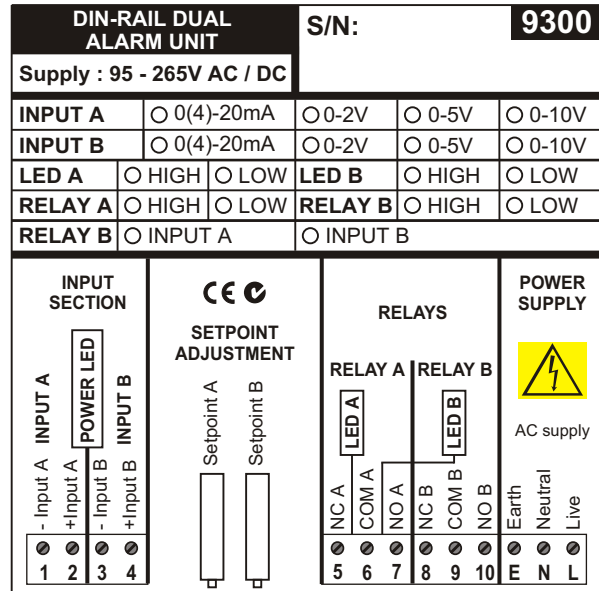 DIN-RAIL DUAL
ALARM UNIT
S/N:
9300
Supply : 95 - 265V AC / DC
INPUT A 0(4)-20mA 0-2V 0-5V 0-10V
INPUT B 0(4)-20mA 0-2V 0-5V 0-10V
LED A HIGH LOW LED B HIGH LOW
RELAY A HIGH LOW RELAY B HIGH LOW
RELAY B INPUT A INPUT B
INPUT
SECTION
INPUT A
POWER LED
INPUT B
- Input A
+Input A
- Input B
+Input B
1 2 3 4
CE
SETPOINT
ADJUSTMENT
Setpoint A
Setpoint B
RELAYS
RELAY A RELAY B
LED A
LED B
NC A
COM A
NO A
NC B
COM B
NO B
5 6 7 8 9 10
POWER
SUPPLY
AC supply
Earth
Neutral
Live
E N L